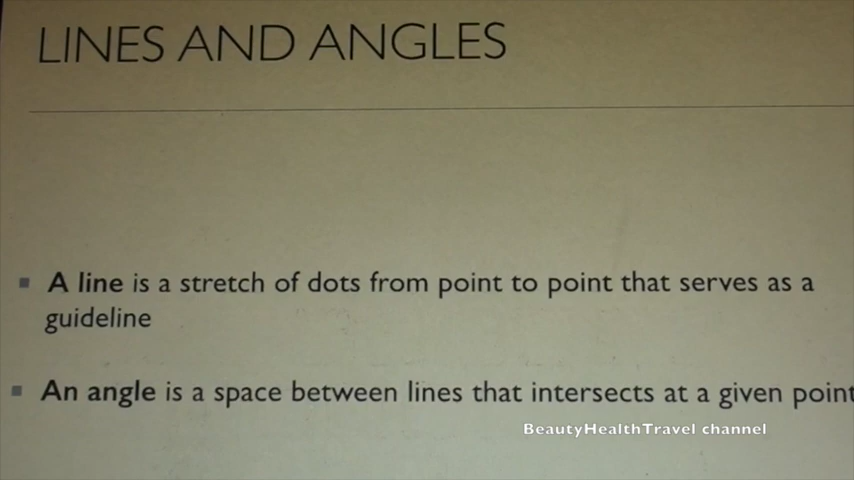 LINES AND ANGLES
A line is a stretch of dots from point to point that serves as a
guideline
An angle is a space between lines that intersects at a given point
BeautyHealthTravel channel